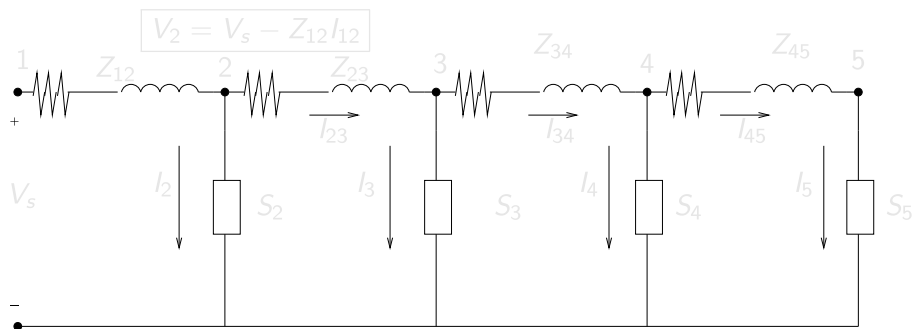 V₂ = Vₛ − Z₁₂I₁₂
1 Z₁₂ 2 Z₂₃ 3 Z₃₄ 4 Z₄₅ 5
+ I₂₃ I₃₄ I₄₅
Vₛ I₂ S₂ I₃ S₃ I₄ S₄ I₅ S₅
−